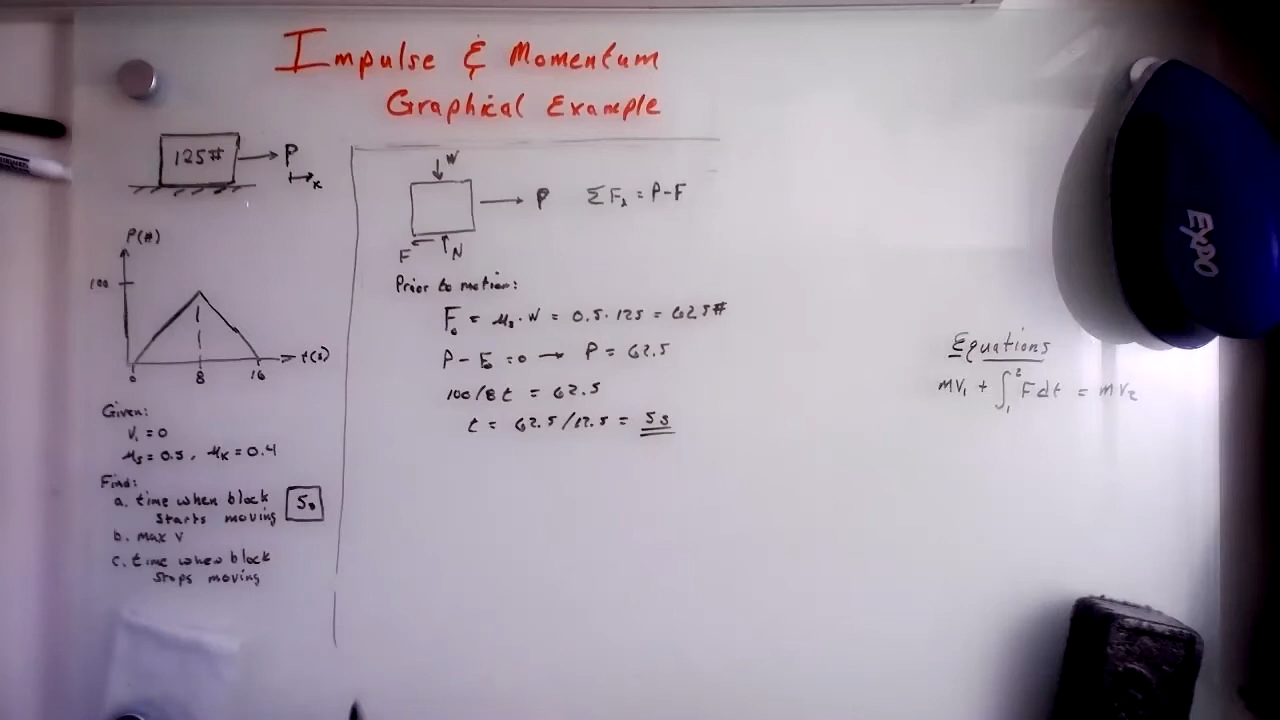 Impulse & Momentum
Graphical Example
125#
P
x
P(#)
100
t(s)
0 8 16
Given:
V₁ = 0
μs = 0.5, μK = 0.4
Find:
a. time when block
starts moving
5s
b. max v
c. time when block
stops moving
W
P
ΣFx = P-F
F
N
Prior to motion:
F₀ = μs · W = 0.5 · 125 = 62.5#
P - F₀ = 0 → P = 62.5
100/8 t = 62.5
t = 62.5/12.5 = 5s
Equations
mV₁ + ∫₁² F dt = mV₂
EXPO